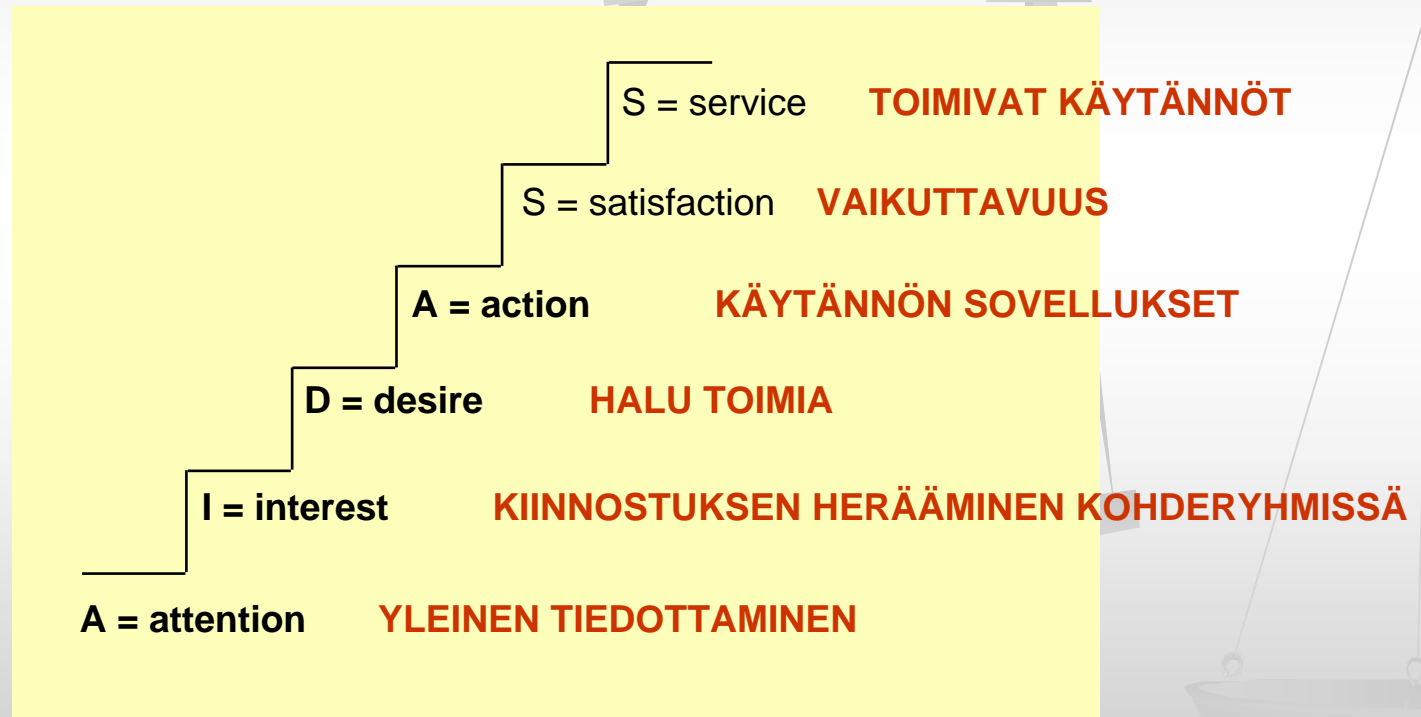 S = service TOIMIVAT KÄYTÄNNÖT
S = satisfaction VAIKUTTAVUUS
A = action KÄYTÄNNÖN SOVELLUKSET
D = desire HALU TOIMIA
I = interest KIINNOSTUKSEN HERÄÄMINEN KOHDERYHMISSÄ
A = attention YLEINEN TIEDOTTAMINEN